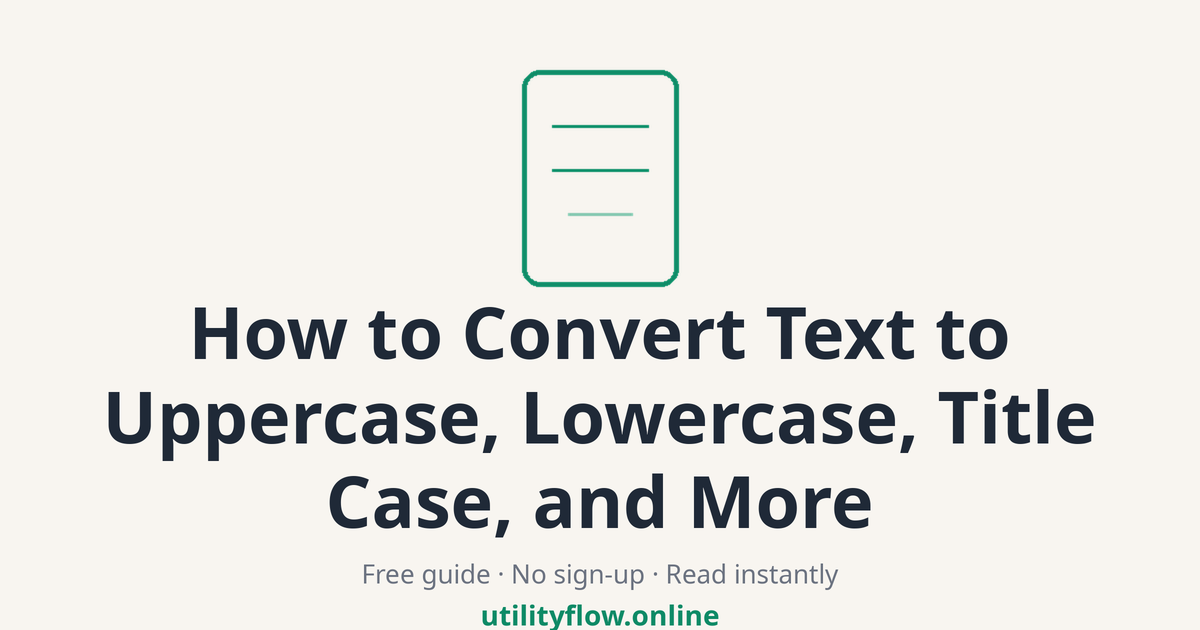 How to Convert Text to
Uppercase, Lowercase, Title
Case, and More
Free guide · No sign-up · Read instantly
utilityflow.online